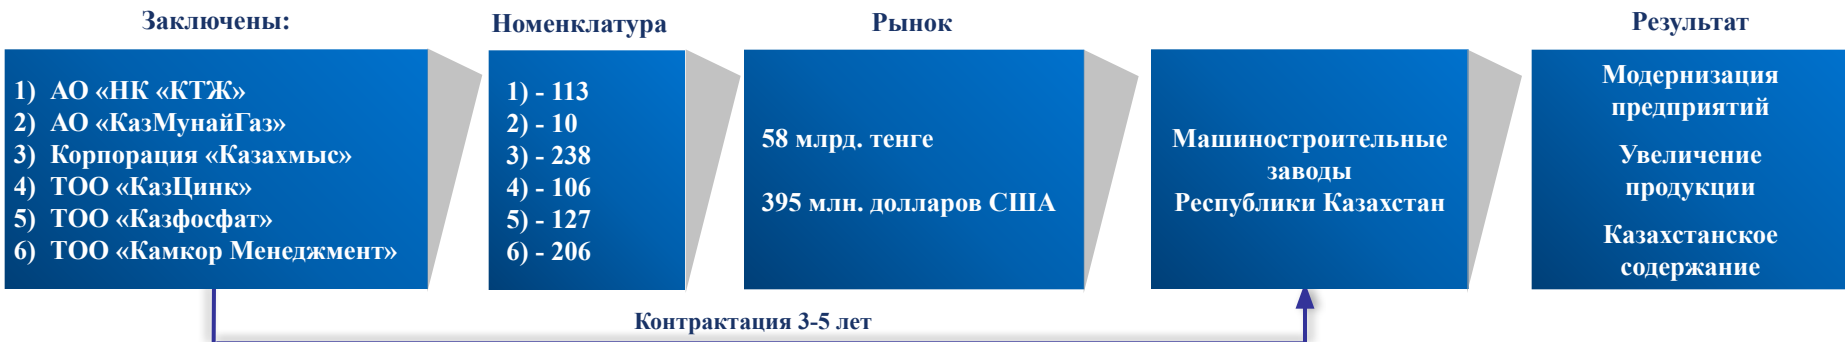 Заключены:
1) АО «НК «КТЖ»
2) АО «КазМунайГаз»
3) Корпорация «Казахмыс»
4) ТОО «КазЦинк»
5) ТОО «Казфосфат»
6) ТОО «Камкор Менеджмент»
Номенклатура
1) - 113
2) - 10
3) - 238
4) - 106
5) - 127
6) - 206
Рынок
58 млрд. тенге
395 млн. долларов США
Машиностроительные
заводы
Республики Казахстан
Результат
Модернизация
предприятий
Увеличение
продукции
Казахстанское
содержание
Контрактация 3-5 лет